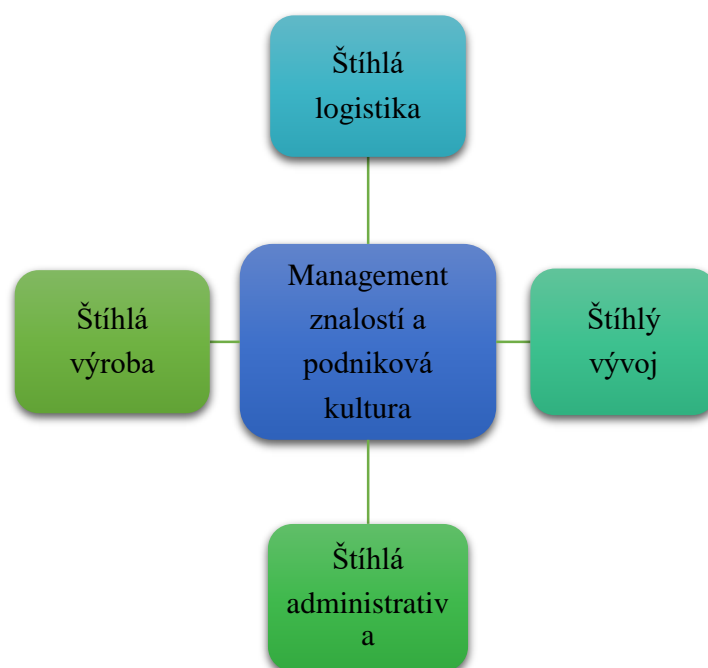 Štíhlá
logistika
Štíhlá
výroba
Management
znalostí a
podniková
kultura
Štíhlý
vývoj
Štíhlá
administrativ
a